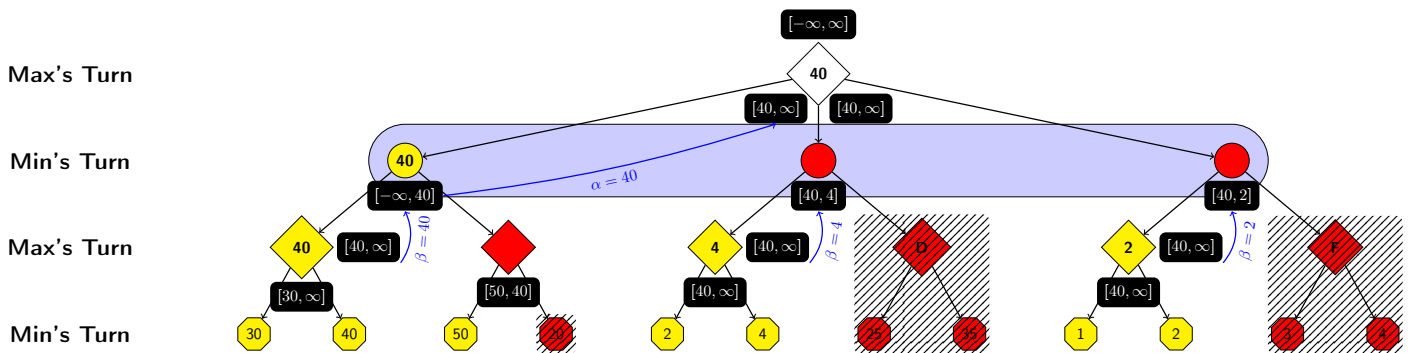 [−∞, ∞]
Max's Turn
40
[40, ∞] [40, ∞]
Min's Turn
40
α = 40
[−∞, 40] [40, 4] [40, 2]
β = 40 β = 4 β = 2
Max's Turn
40 [40, ∞] 4 [40, ∞] D 2 [40, ∞] F
[30, ∞] [50, 40] [40, ∞] [40, ∞]
Min's Turn
30 40 50 20 2 4 25 35 1 2 3 4